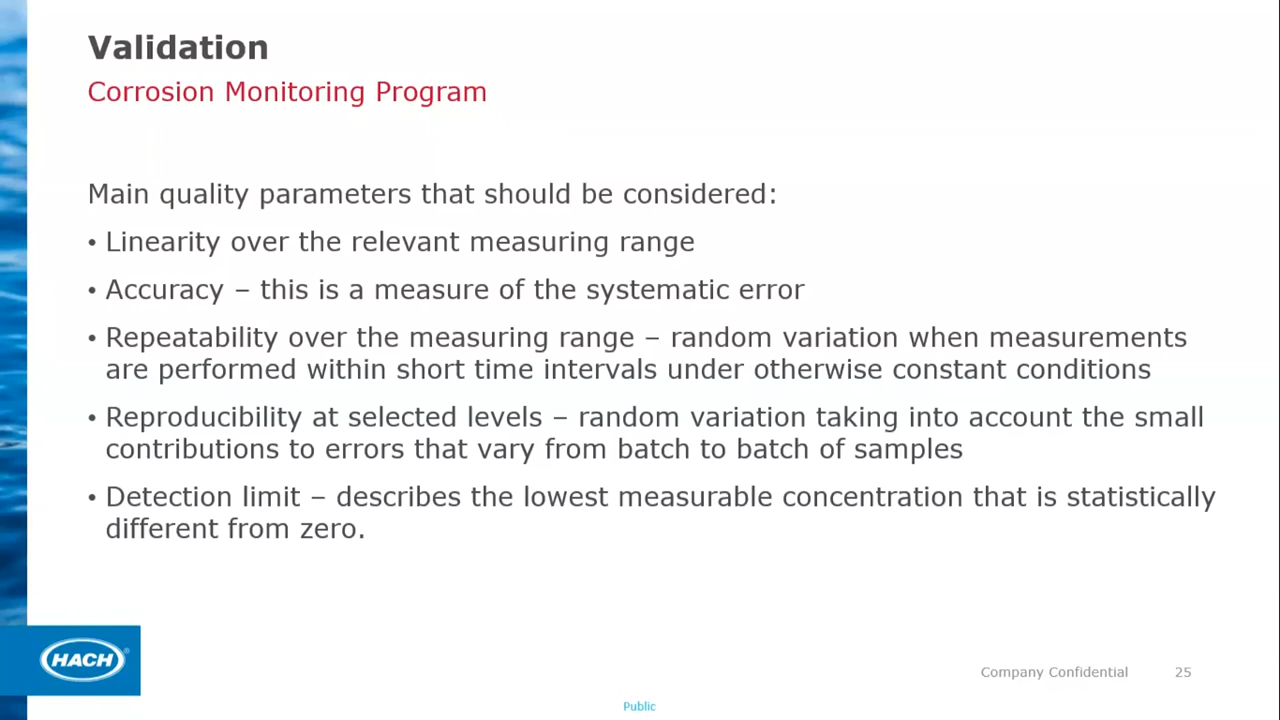 Validation
Corrosion Monitoring Program
Main quality parameters that should be considered:
• Linearity over the relevant measuring range
• Accuracy – this is a measure of the systematic error
• Repeatability over the measuring range – random variation when measurements
are performed within short time intervals under otherwise constant conditions
• Reproducibility at selected levels – random variation taking into account the small
contributions to errors that vary from batch to batch of samples
• Detection limit – describes the lowest measurable concentration that is statistically
different from zero.
HACH®
Company Confidential 25
Public